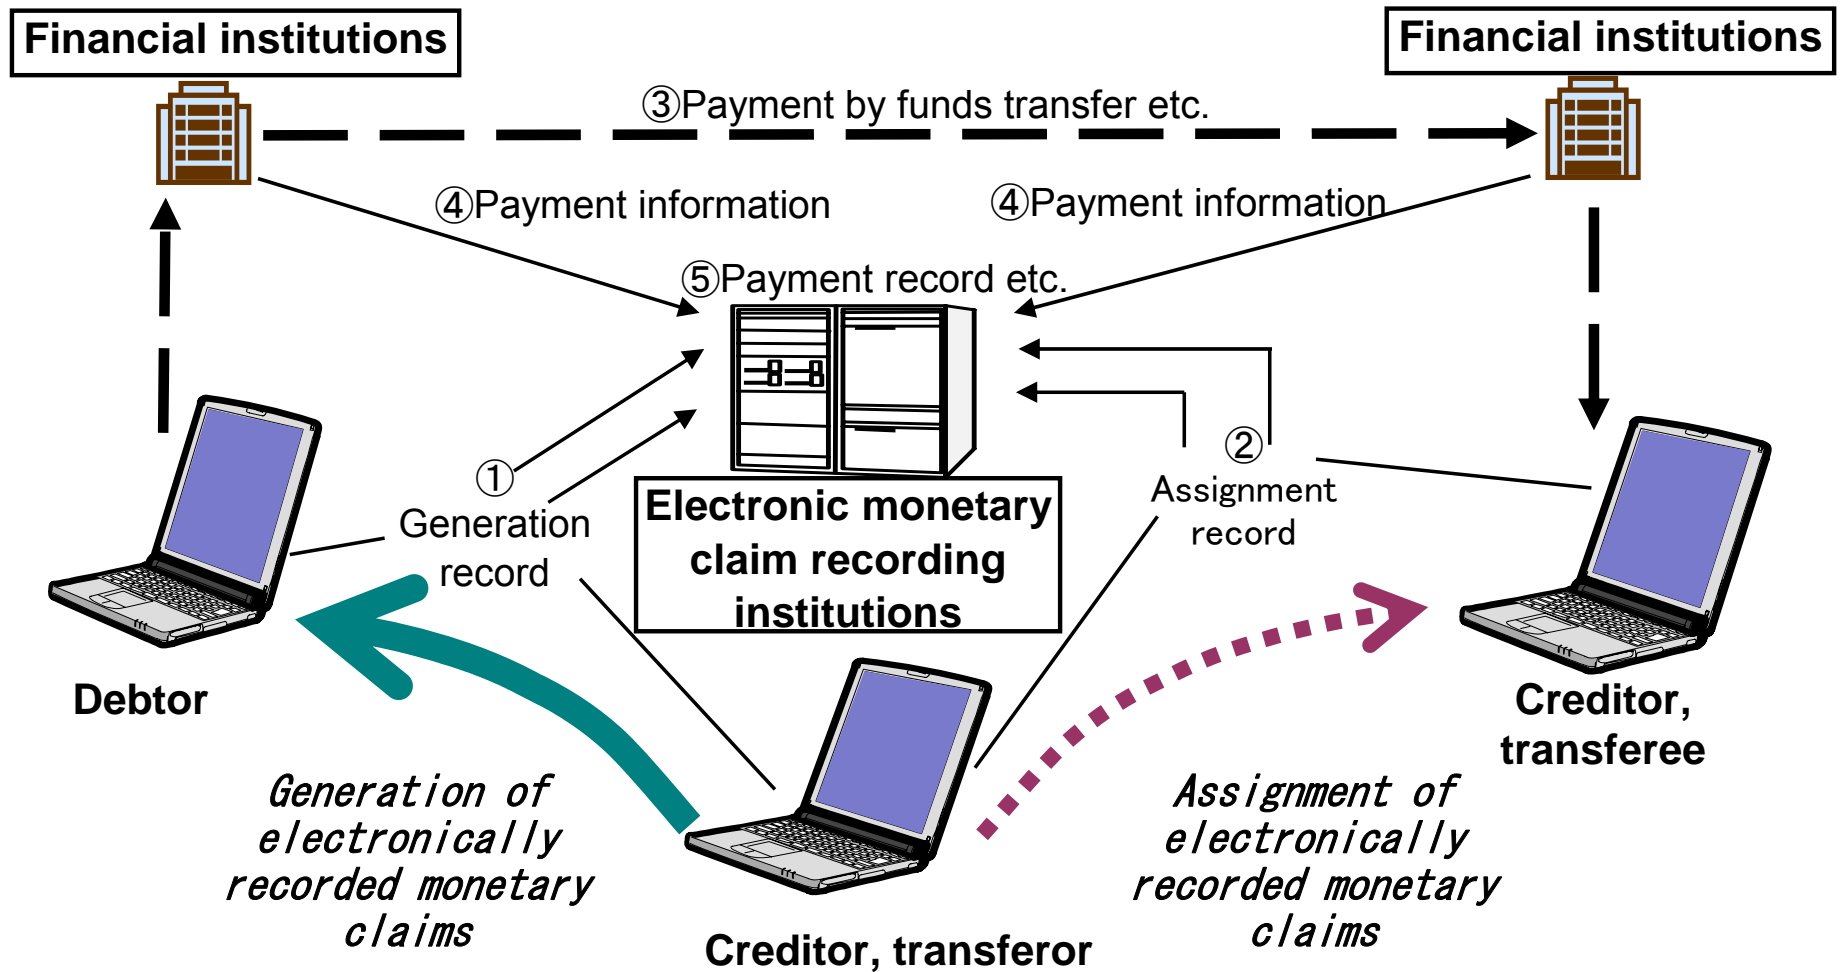 Financial institutions
Financial institutions
③Payment by funds transfer etc.
④Payment information
④Payment information
⑤Payment record etc.
①
Generation
record
②
Assignment
record
Electronic monetary
claim recording
institutions
Debtor
Creditor,
transferee
Generation of
electronically
recorded monetary
claims
Assignment of
electronically
recorded monetary
claims
Creditor, transferor